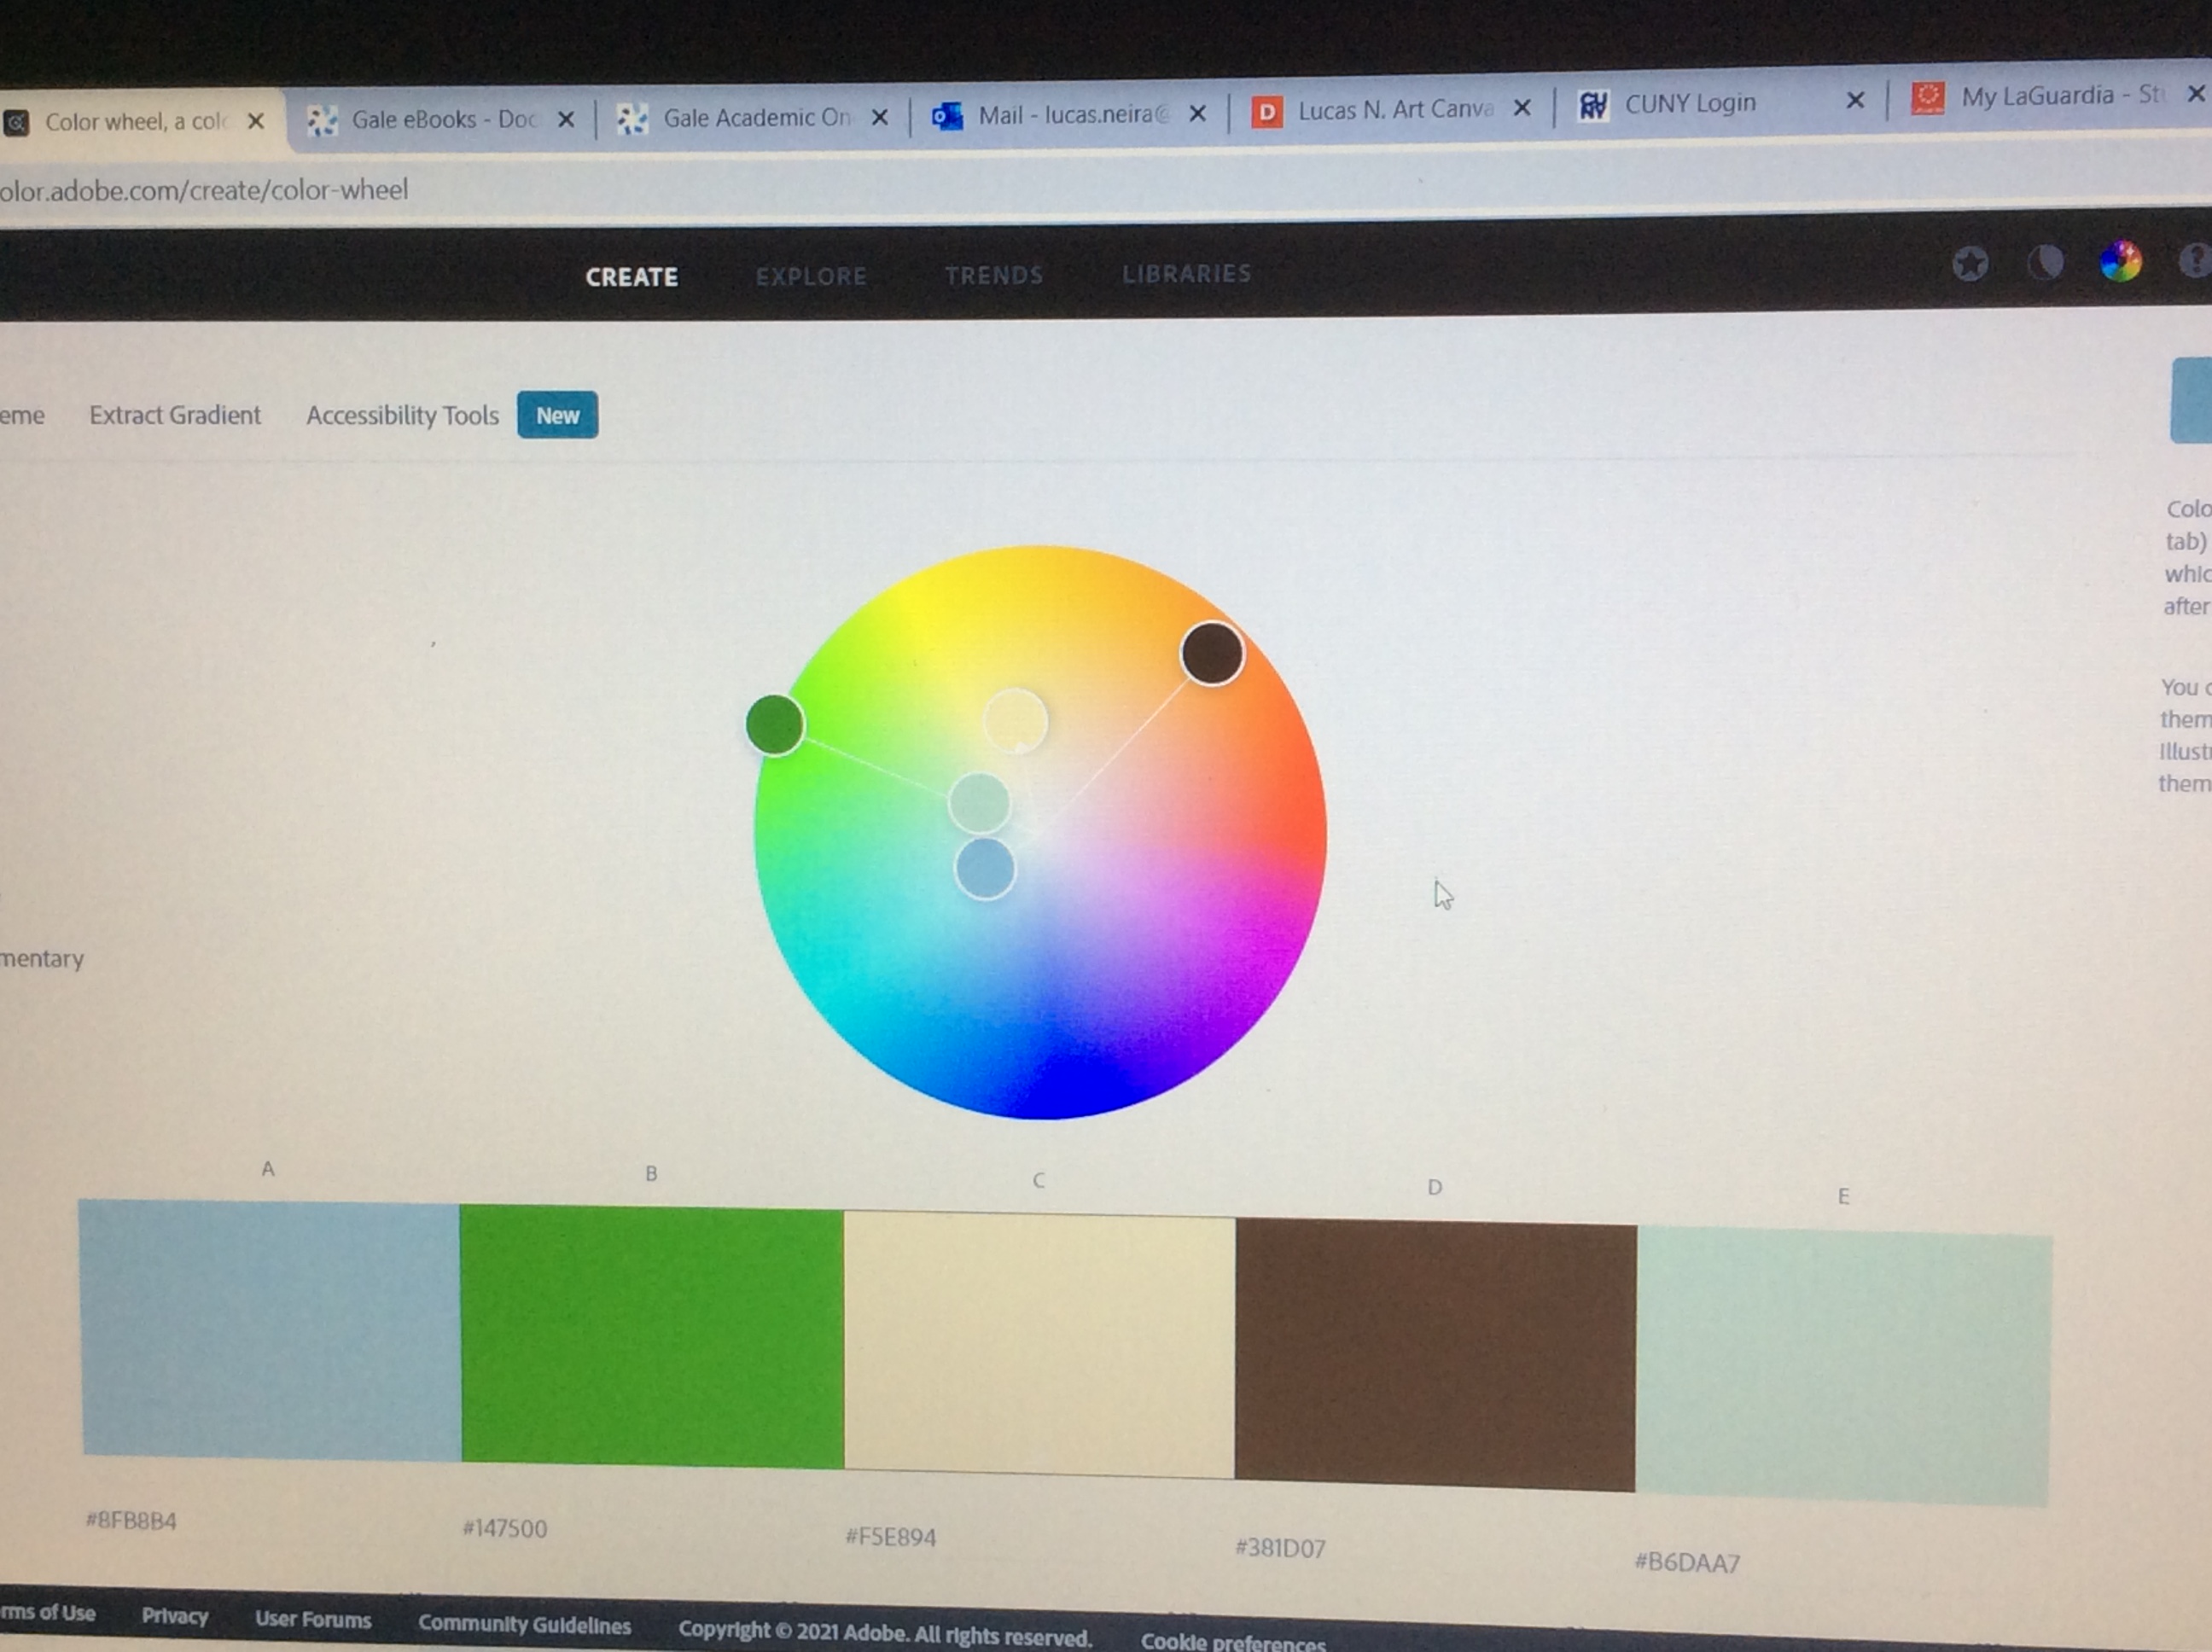 Color wheel, a colo
Gale eBooks - Doc
Gale Academic On
Mail - lucas.neira@
D
Lucas N. Art Canva
CUNY Login
My LaGuardia - St
olor.adobe.com/create/color-wheel
CREATE EXPLORE TRENDS LIBRARIES
?
eme Extract Gradient Accessibility Tools New
Colo
tab)
whic
after
You c
them
Illustr
them
mentary
A B C D E
#8FB8B4 #147500 #F5E894 #381D07 #B6DAA7
rms of Use Privacy User Forums Community Guidelines Copyright © 2021 Adobe. All rights reserved. Cookie preferences